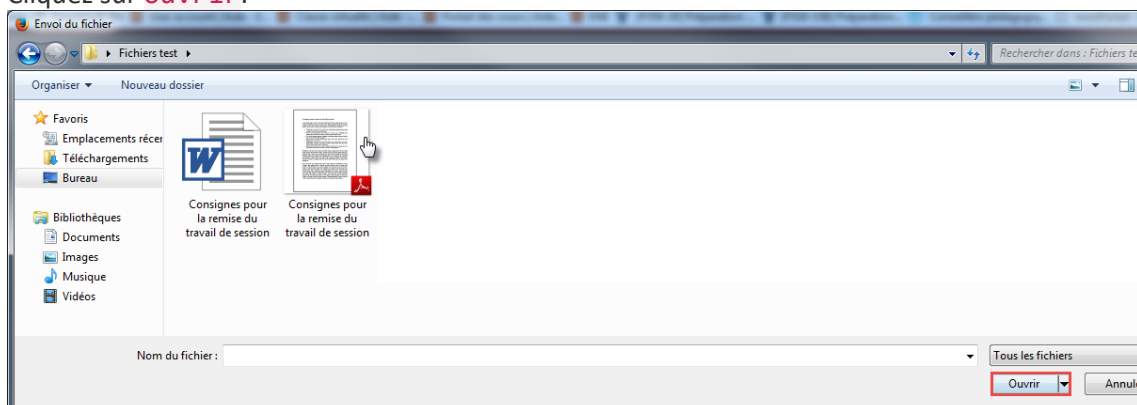 Cliquez sur Ouvrir.
Envoi du fichier
Fichiers test
Rechercher dans : Fichiers te
Organiser
Nouveau dossier
Favoris
Emplacements récer
Téléchargements
Bureau
Bibliothèques
Documents
Images
Musique
Vidéos
W
Consignes pour
la remise du
travail de session
Consignes pour
la remise du
travail de session
Nom du fichier :
Tous les fichiers
Ouvrir
Annule